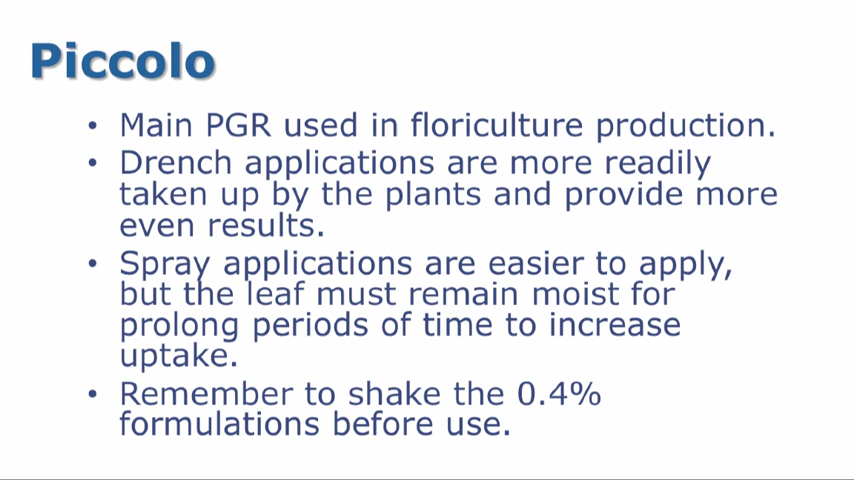 Piccolo
• Main PGR used in floriculture production.
• Drench applications are more readily
taken up by the plants and provide more
even results.
• Spray applications are easier to apply,
but the leaf must remain moist for
prolong periods of time to increase
uptake.
• Remember to shake the 0.4%
formulations before use.